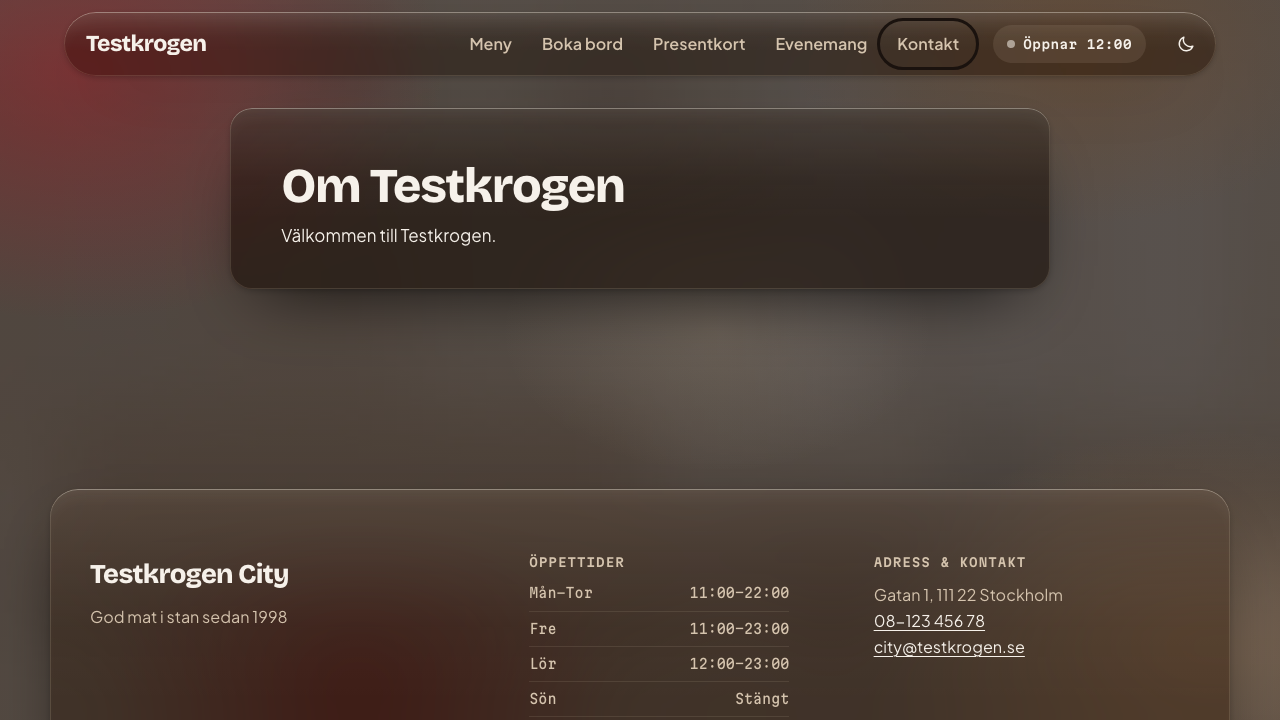 Testkrogen
Meny
Boka bord
Presentkort
Evenemang
Kontakt
Öppnar 12:00
Om Testkrogen
Välkommen till Testkrogen.
Testkrogen City
God mat i stan sedan 1998
ÖPPETTIDER
Mån–Tor 11:00–22:00
Fre 11:00–23:00
Lör 12:00–23:00
Sön Stängt
ADRESS & KONTAKT
Gatan 1, 111 22 Stockholm
08-123 456 78
city@testkrogen.se